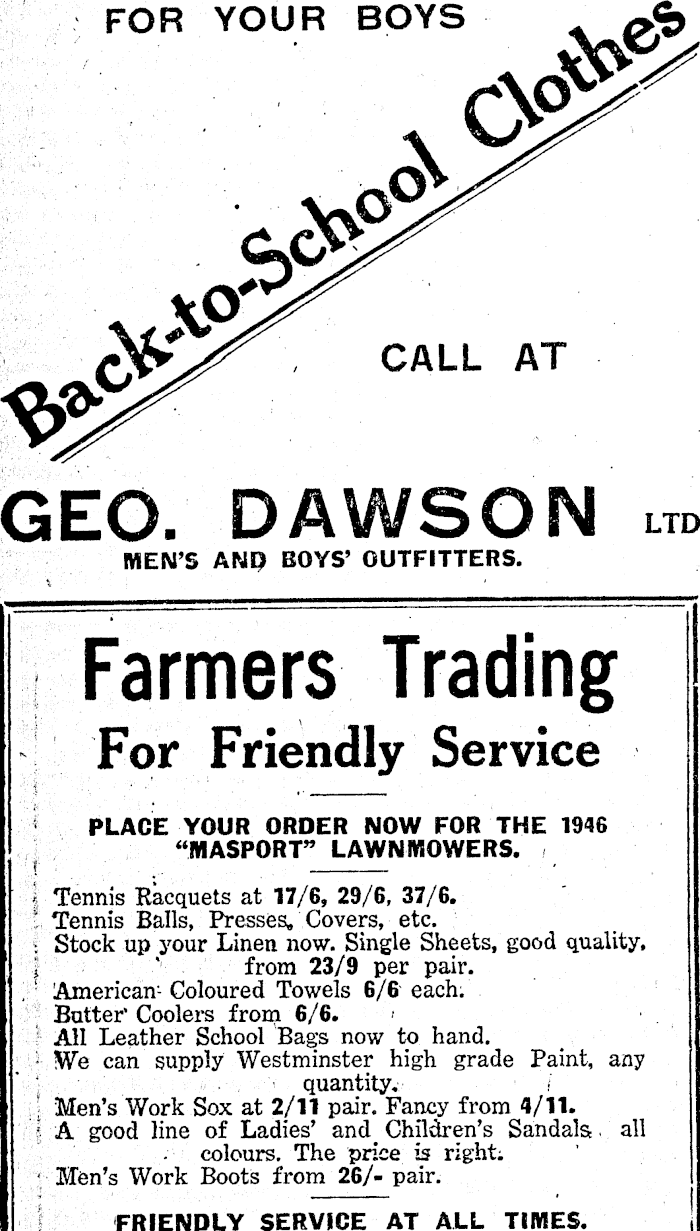 FOR YOUR BOYS
Back-to-School Clothes
CALL AT
GEO. DAWSON LTD
MEN'S AND BOYS' OUTFITTERS.
Farmers Trading
For Friendly Service
PLACE YOUR ORDER NOW FOR THE 1946
"MASPORT" LAWNMOWERS.
Tennis Racquets at 17/6, 29/6, 37/6.
Tennis Balls, Presses, Covers, etc.
Stock up your Linen now. Single Sheets, good quality,
from 23/9 per pair.
American Coloured Towels 6/6 each.
Butter Coolers from 6/6.
All Leather School Bags now to hand.
We can supply Westminster high grade Paint, any
quantity.
Men's Work Sox at 2/11 pair. Fancy from 4/11.
A good line of Ladies' and Children's Sandals, all
colours. The price is right.
Men's Work Boots from 26/- pair.
FRIENDLY SERVICE AT ALL TIMES.